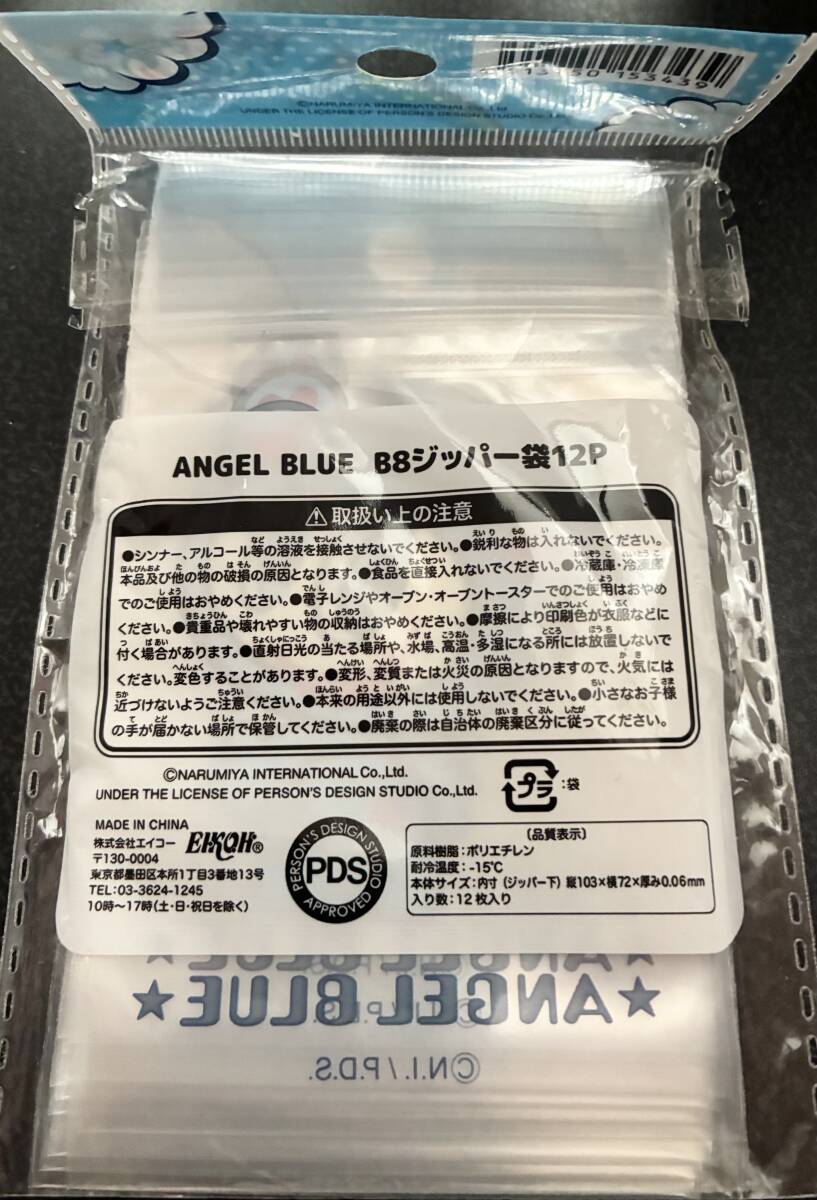 ©NARUMIYA INTERNATIONAL Co.,Ltd.
UNDER THE LICENSE OF PERSON'S DESIGN STUDIO Co.,Ltd.
ANGEL BLUE B8ジッパー袋12P
⚠取扱い上の注意
●シンナー、アルコール等の溶液を接触させないでください。●鋭利な物は入れないでください。
本品及び他の物の破損の原因となります。●食品を直接入れないでください。●冷蔵庫・冷凍庫
でのご使用はおやめください。●電子レンジやオーブン・オーブントースターでのご使用はおやめ
ください。●貴重品や壊れやすい物の収納はおやめください。●摩擦により印刷色が衣服などに
付く場合があります。●直射日光の当たる場所や、水場、高温・多湿になる所には放置しないで
ください。変色することがあります。●変形、変質または火災の原因となりますので、火気には
近づけないようご注意ください。●本来の用途以外には使用しないでください。●小さなお子様
の手が届かない場所で保管してください。●廃棄の際は自治体の廃棄区分に従ってください。
©NARUMIYA INTERNATIONAL Co.,Ltd.
UNDER THE LICENSE OF PERSON'S DESIGN STUDIO Co.,Ltd.
プラ:袋
MADE IN CHINA
株式会社エイコー EIKOH®
〒130-0004
東京都墨田区本所1丁目3番地13号
TEL:03-3624-1245
10時～17時(土・日・祝日を除く)
PERSON'S DESIGN STUDIO
PDS
APPROVED
〔品質表示〕
原料樹脂:ポリエチレン
耐冷温度:-15℃
本体サイズ:内寸(ジッパー下)縦103×横72×厚み0.06mm
入り数:12枚入り
★ANGEL BLUE★
©N.I./P.D.S.